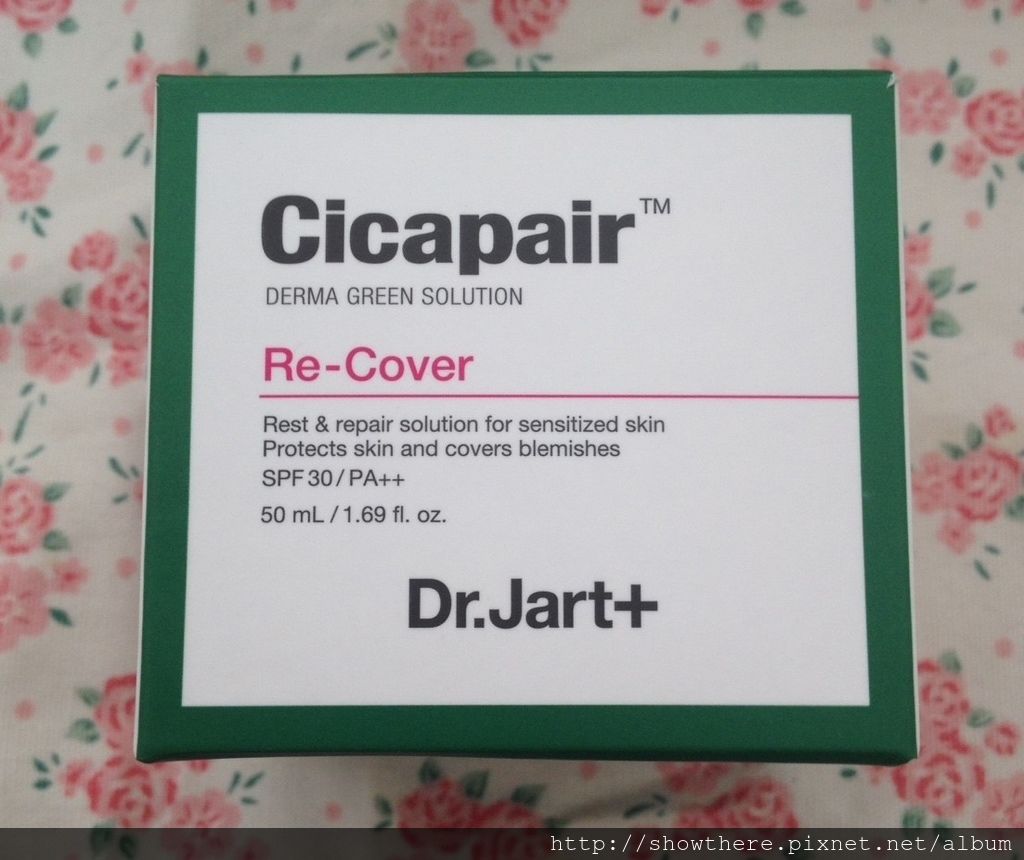 Cicapair™
DERMA GREEN SOLUTION
Re-Cover
Rest & repair solution for sensitized skin
Protects skin and covers blemishes
SPF 30 / PA++
50 mL / 1.69 fl. oz.
Dr.Jart+
http://showthere.pixnet.net/album